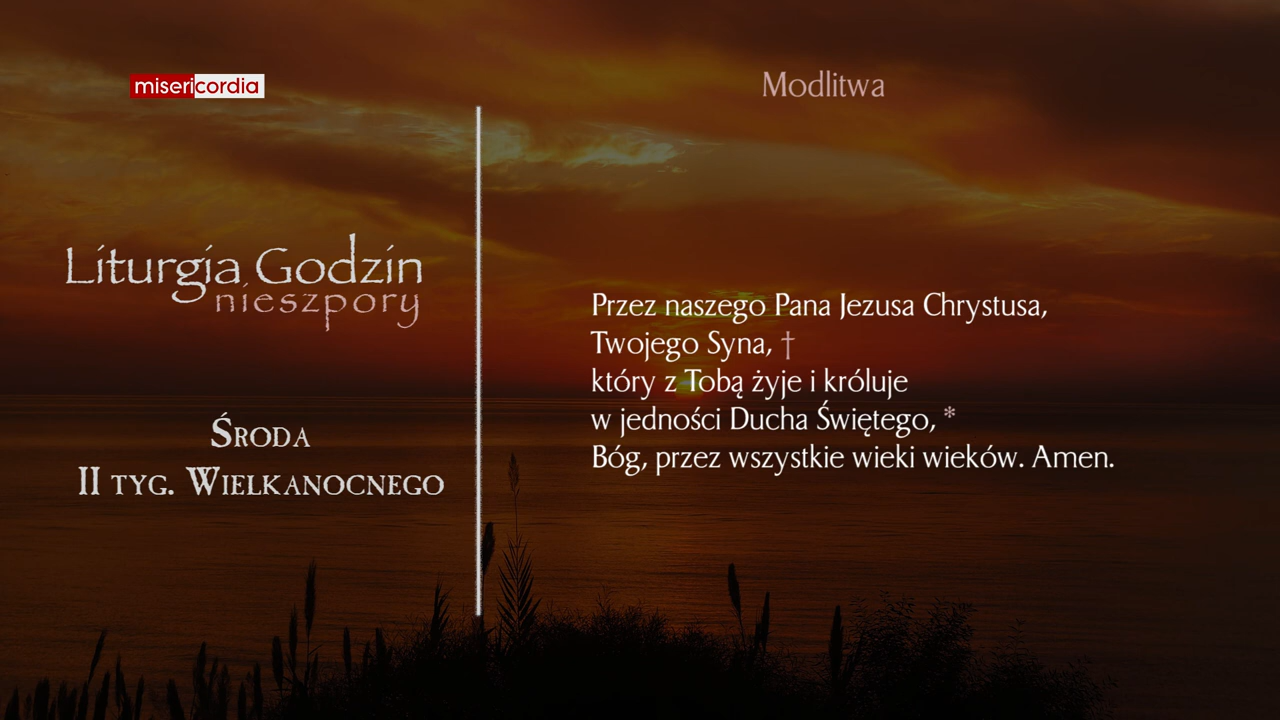 misericordia
Modlitwa
Liturgia Godzin
nieszpory
Środa
II tyg. Wielkanocnego
Przez naszego Pana Jezusa Chrystusa,
Twojego Syna, †
który z Tobą żyje i króluje
w jedności Ducha Świętego, *
Bóg, przez wszystkie wieki wieków. Amen.